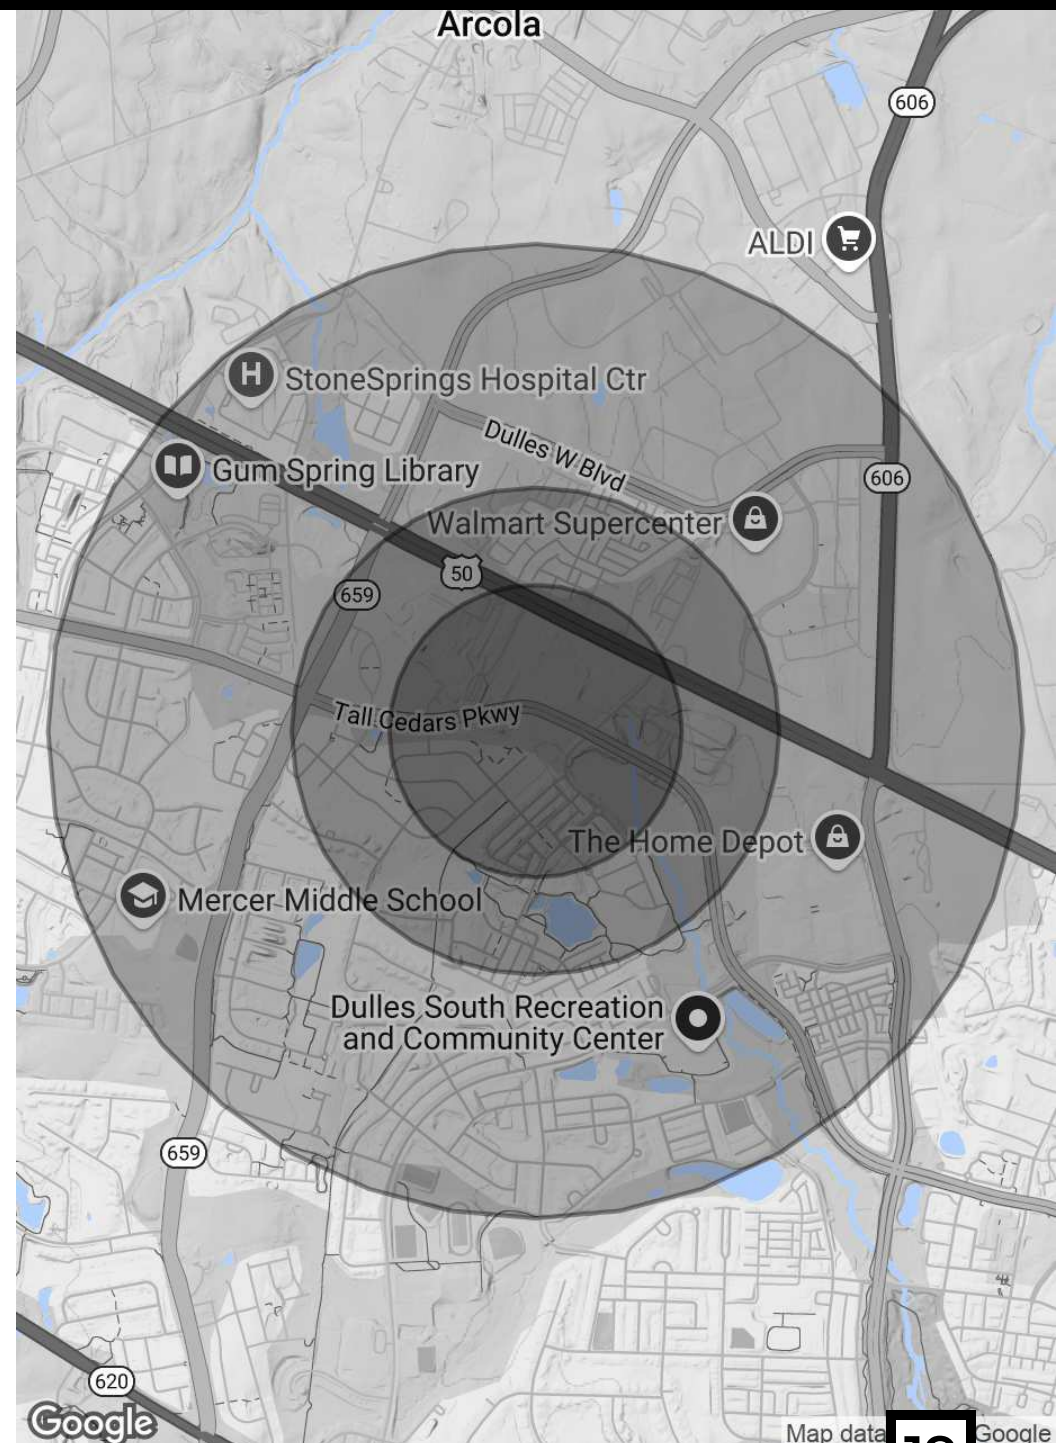 Arcola
606
ALDI
H
StoneSprings Hospital Ctr
Dulles W Blvd
Gum Spring Library
606
Walmart Supercenter
50
659
Tall Cedars Pkwy
The Home Depot
Mercer Middle School
Dulles South Recreation
and Community Center
659
620
Google
Map data
Google